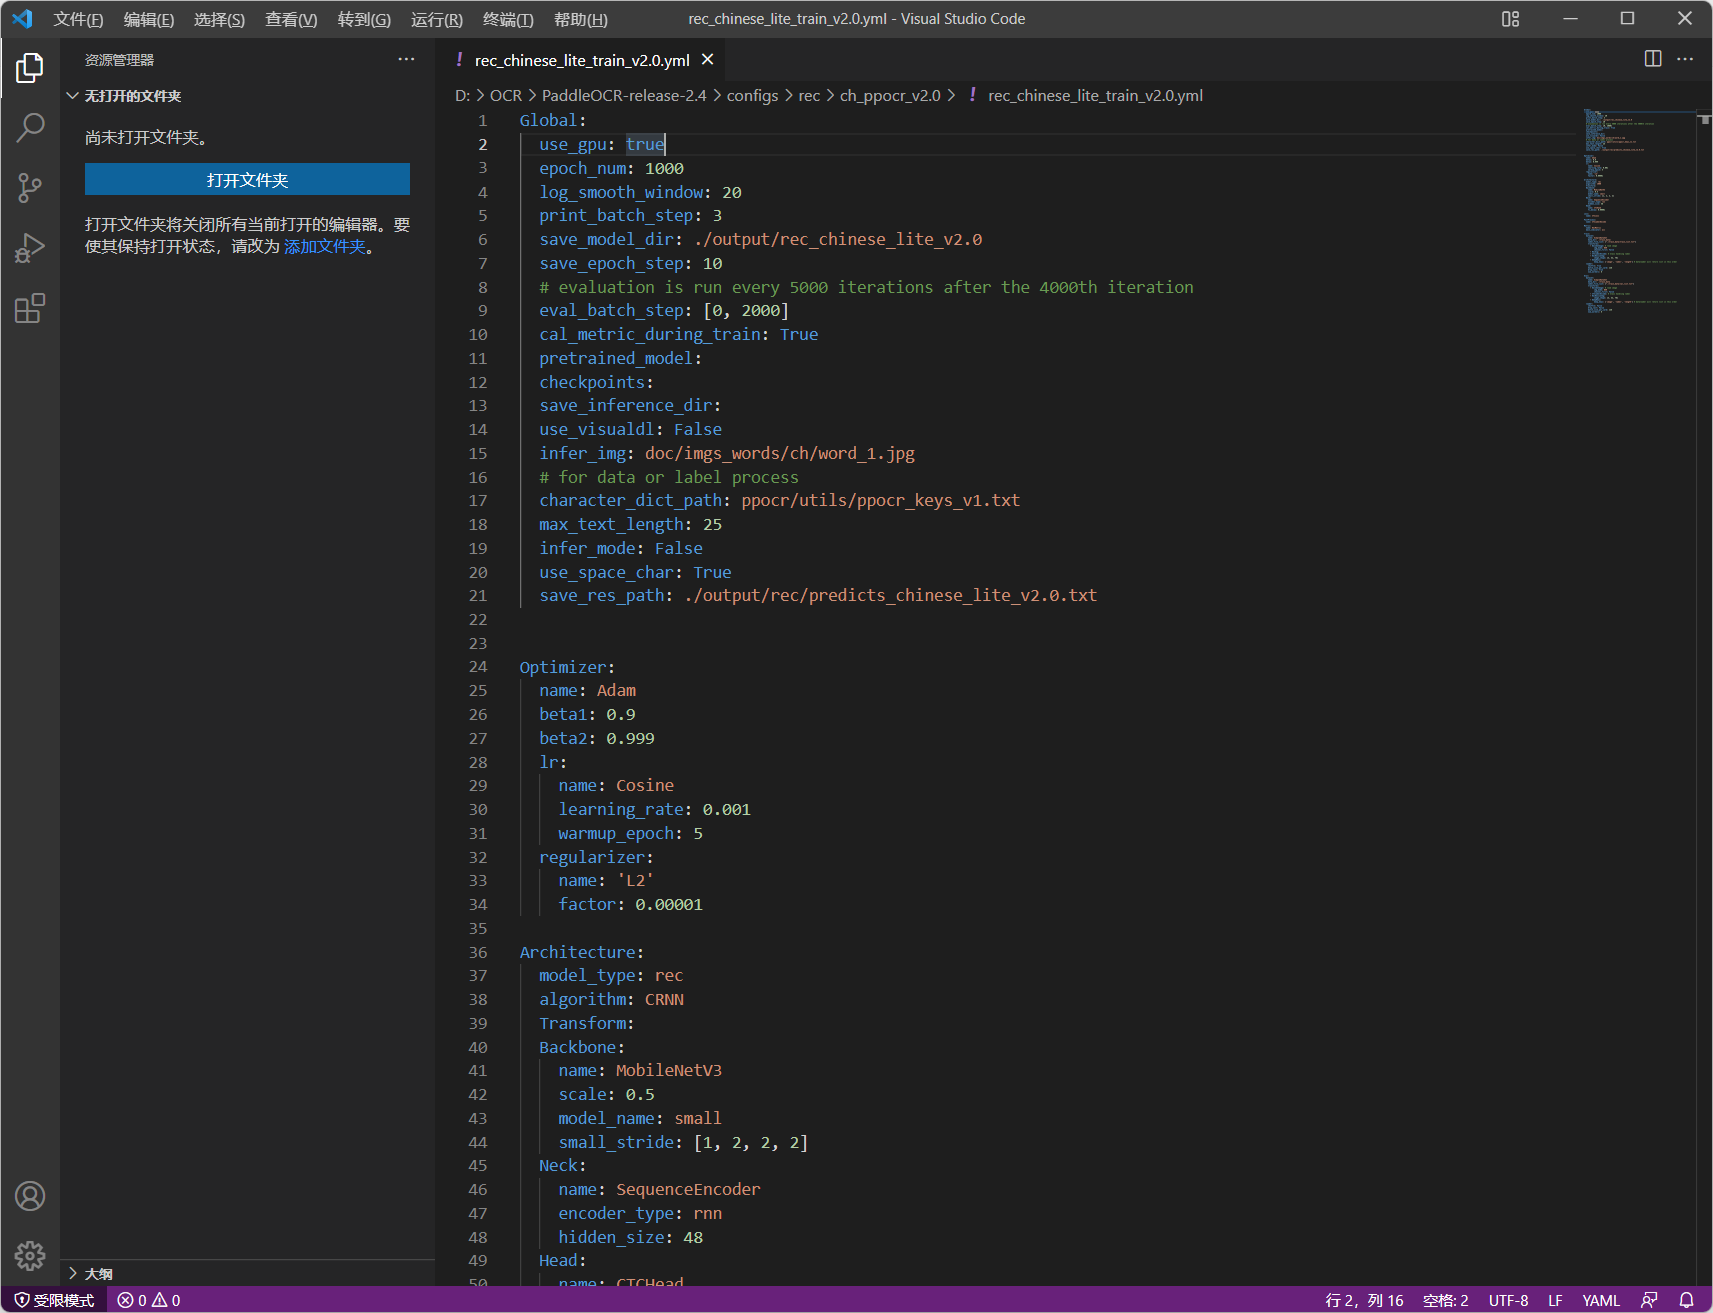 文件(F) 编辑(E) 选择(S) 查看(V) 转到(G) 运行(R) 终端(T) 帮助(H) rec_chinese_lite_train_v2.0.yml - Visual Studio Code
资源管理器
无打开的文件夹
尚未打开文件夹。
打开文件夹
打开文件夹将关闭所有当前打开的编辑器。要
使其保持打开状态，请改为 添加文件夹。
大纲
! rec_chinese_lite_train_v2.0.yml
D: > OCR > PaddleOCR-release-2.4 > configs > rec > ch_ppocr_v2.0 > ! rec_chinese_lite_train_v2.0.yml
1 Global:
2 use_gpu: true
3 epoch_num: 1000
4 log_smooth_window: 20
5 print_batch_step: 3
6 save_model_dir: ./output/rec_chinese_lite_v2.0
7 save_epoch_step: 10
8 # evaluation is run every 5000 iterations after the 4000th iteration
9 eval_batch_step: [0, 2000]
10 cal_metric_during_train: True
11 pretrained_model:
12 checkpoints:
13 save_inference_dir:
14 use_visualdl: False
15 infer_img: doc/imgs_words/ch/word_1.jpg
16 # for data or label process
17 character_dict_path: ppocr/utils/ppocr_keys_v1.txt
18 max_text_length: 25
19 infer_mode: False
20 use_space_char: True
21 save_res_path: ./output/rec/predicts_chinese_lite_v2.0.txt
22
23
24 Optimizer:
25 name: Adam
26 beta1: 0.9
27 beta2: 0.999
28 lr:
29 name: Cosine
30 learning_rate: 0.001
31 warmup_epoch: 5
32 regularizer:
33 name: 'L2'
34 factor: 0.00001
35
36 Architecture:
37 model_type: rec
38 algorithm: CRNN
39 Transform:
40 Backbone:
41 name: MobileNetV3
42 scale: 0.5
43 model_name: small
44 small_stride: [1, 2, 2, 2]
45 Neck:
46 name: SequenceEncoder
47 encoder_type: rnn
48 hidden_size: 48
49 Head:
50 name: CTCHead
受限模式 0 0 行 2，列 16 空格: 2 UTF-8 LF YAML